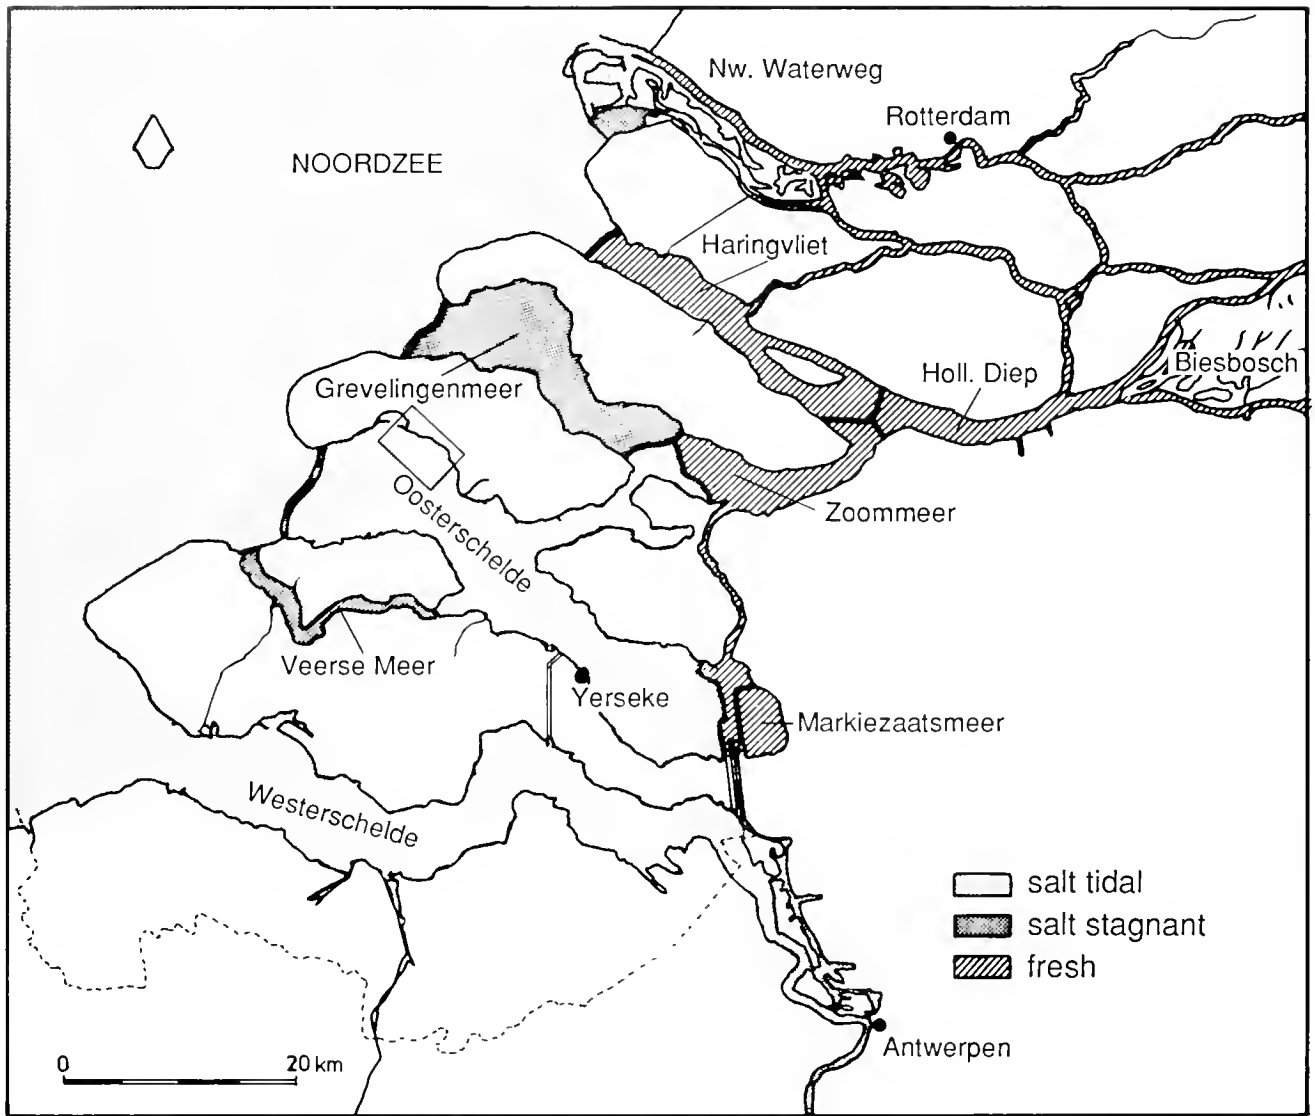 Nw. Waterweg
Rotterdam
NOORDZEE
Haringvliet
Biesbosch
Holl. Diep
Grevelingenmeer
Oosterschelde
Zoommeer
Veerse Meer
Yerseke
Markiezaatsmeer
Westerschelde
salt tidal
salt stagnant
fresh
Antwerpen
0 20 km